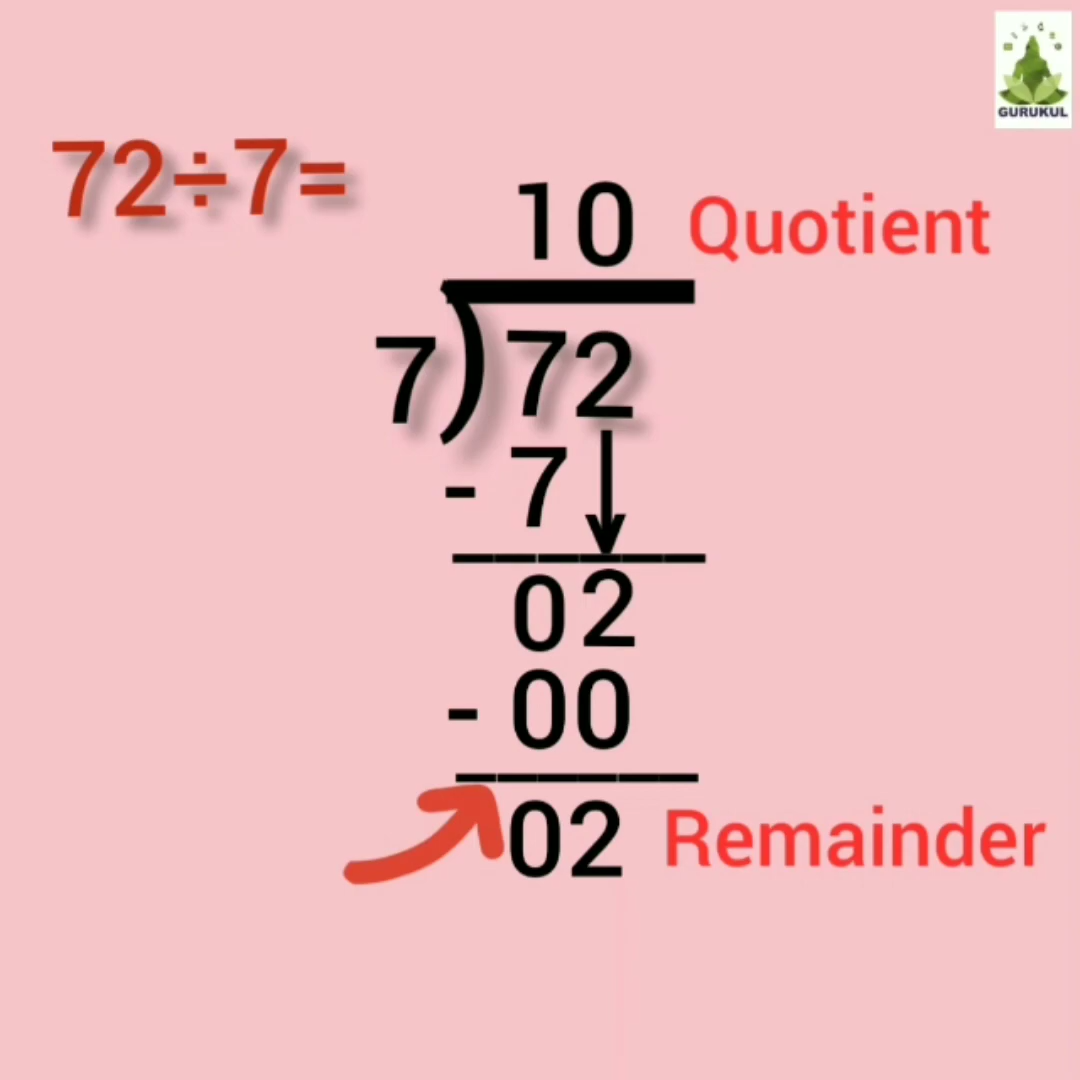 GURUKUL
72÷7=
10 Quotient
7)72
- 7
02
- 00
02 Remainder